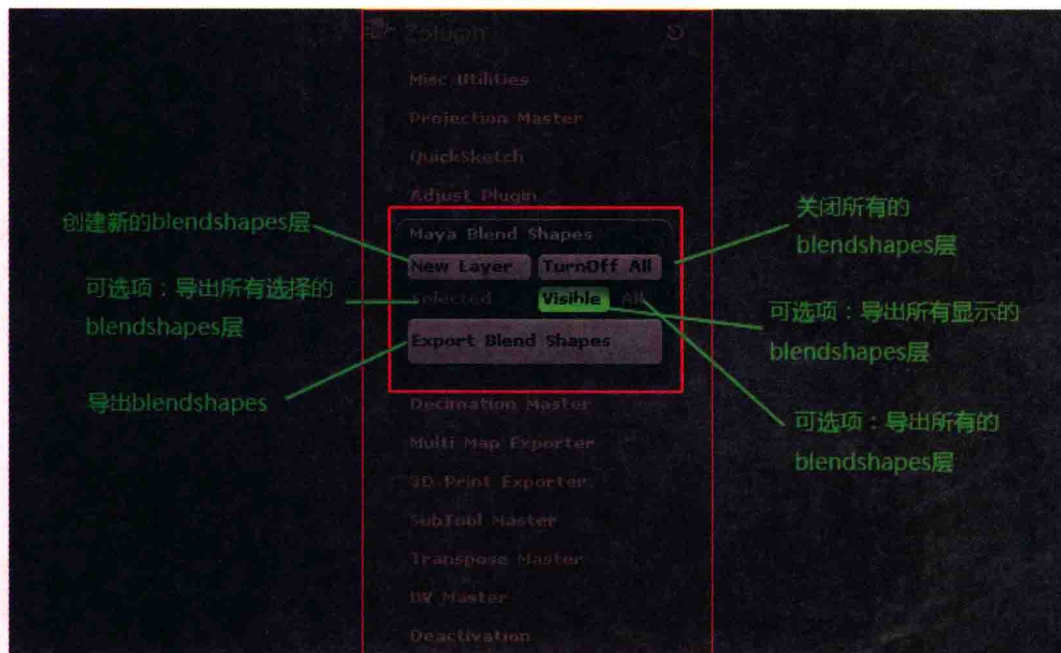 Zplugin
Misc Utilities
Projection Master
QuickSketch
Adjust Plugin
Maya Blend Shapes
New Layer TurnOff All
Selected Visible All
Export Blend Shapes
Decimation Master
Multi Map Exporter
3D Print Exporter
SubTool Master
Transpose Master
UV Master
Deactivation
创建新的blendshapes层
可选项：导出所有选择的
blendshapes层
导出blendshapes
关闭所有的
blendshapes层
可选项：导出所有显示的
blendshapes层
可选项：导出所有的
blendshapes层